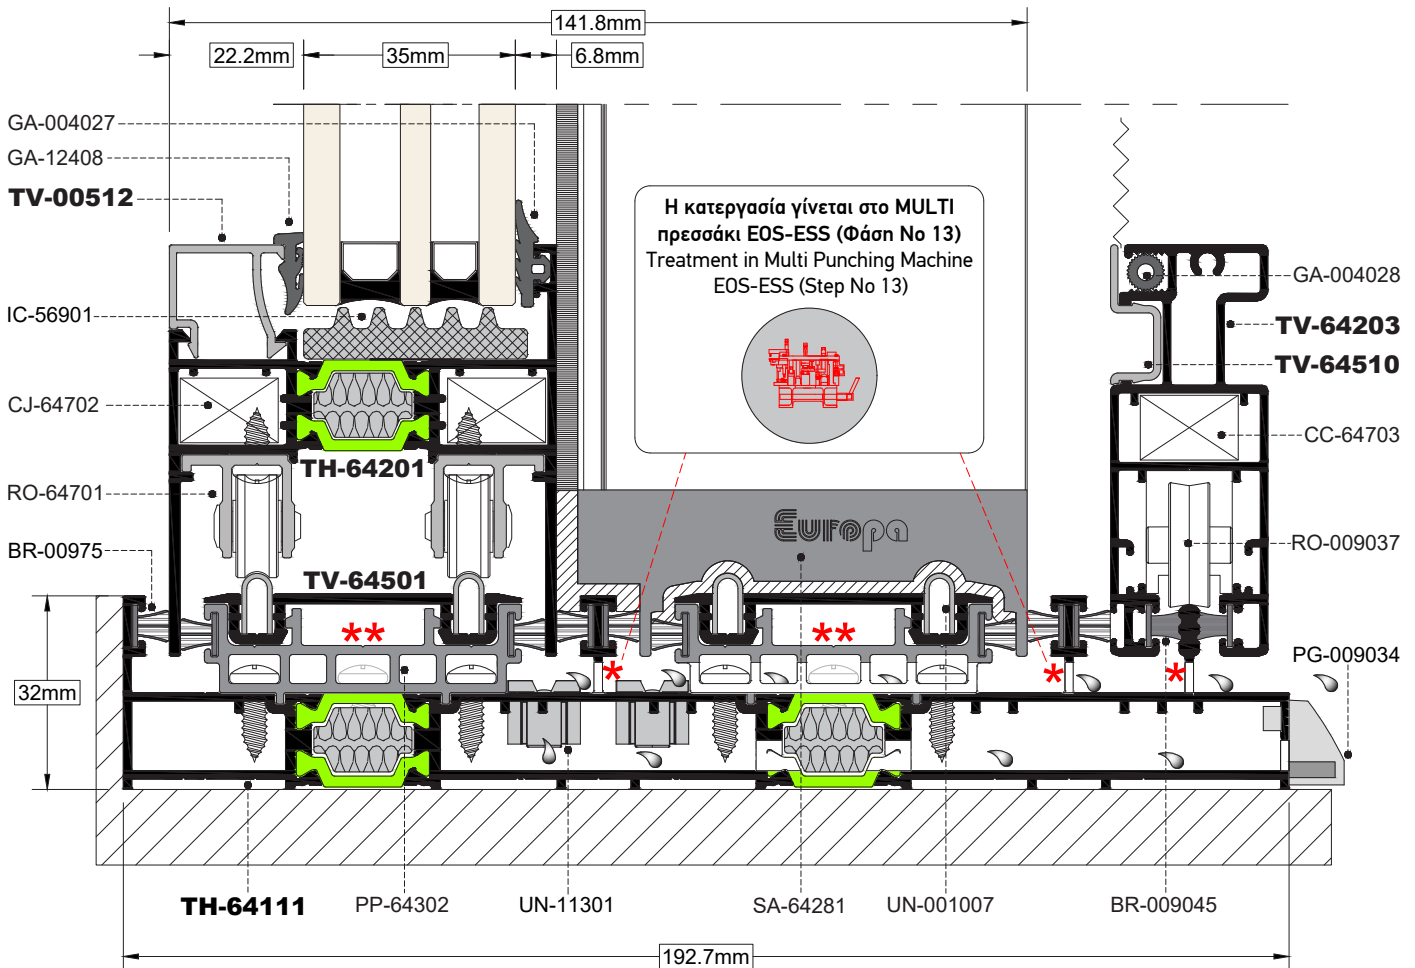 141.8mm
22.2mm
35mm
6.8mm
GA-004027
GA-12408
TV-00512
IC-56901
CJ-64702
RO-64701
BR-00975
32mm
Η κατεργασία γίνεται στο MULTI
πρεσσάκι EOS-ESS (Φάση No 13)
Treatment in Multi Punching Machine
EOS-ESS (Step No 13)
TH-64201
TV-64501
Europa
**
**
*
*
*
GA-004028
TV-64203
TV-64510
CC-64703
RO-009037
PG-009034
TH-64111
PP-64302
UN-11301
SA-64281
UN-001007
BR-009045
192.7mm